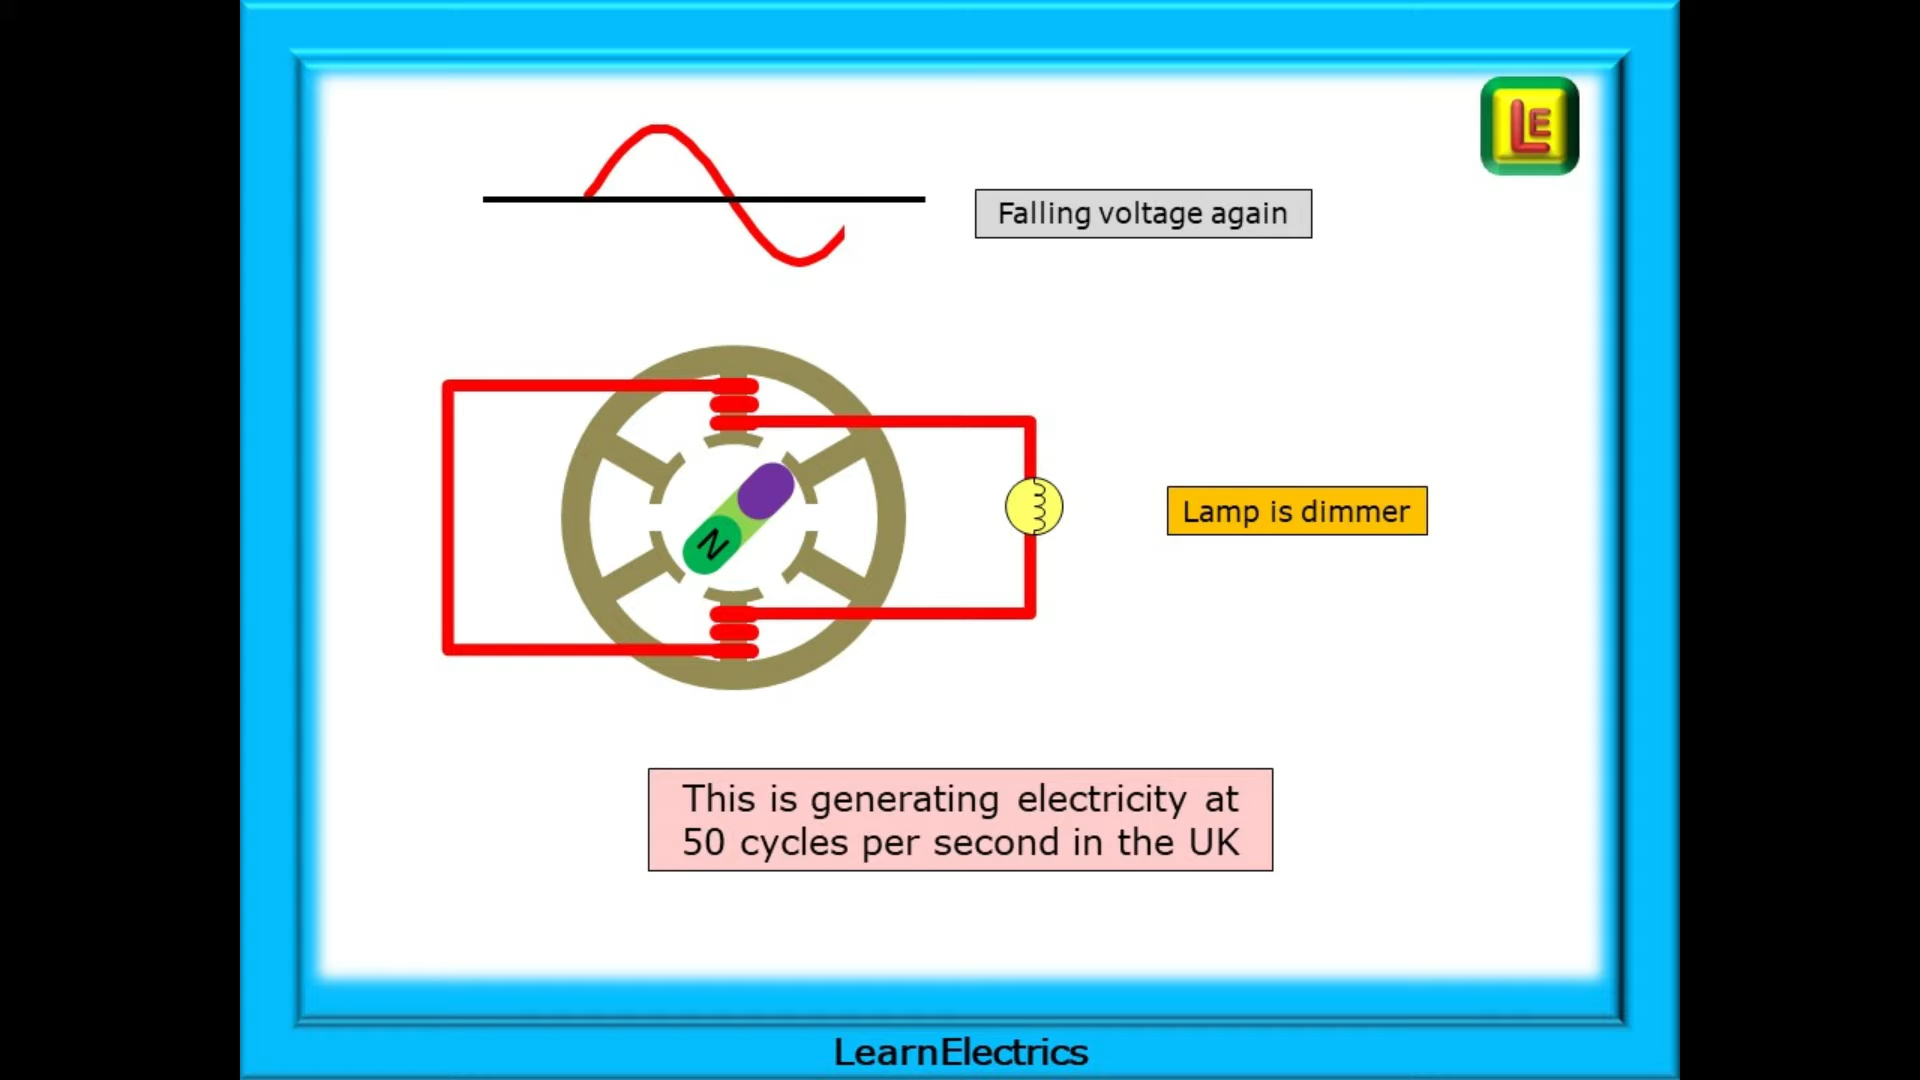 LE
Falling voltage again
Lamp is dimmer
N
This is generating electricity at
50 cycles per second in the UK
LearnElectrics